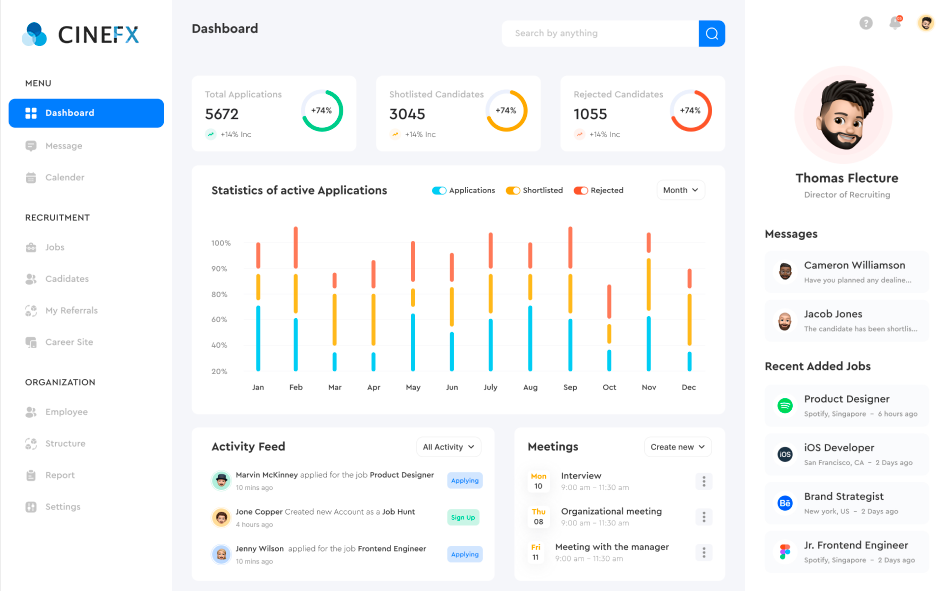 CINEFX
MENU
Dashboard
Message
Calender
RECRUITMENT
Jobs
Cadidates
My Referrals
Career Site
ORGANIZATION
Employee
Structure
Report
Settings
Dashboard
Search by anything
Total Applications
5672
+14% Inc
+74%
Shotlisted Candidates
3045
+14% Inc
+74%
Rejected Candidates
1055
+14% Inc
+74%
Statistics of active Applications
Applications
Shortlisted
Rejected
Month
100%
90%
80%
60%
40%
20%
Jan Feb Mar Apr May Jun July Aug Sep Oct Nov Dec
Activity Feed
All Activity
Marvin McKinney applied for the job Product Designer
10 mins ago
Applying
Jone Copper Created new Account as a Job Hunt
4 hours ago
Sign Up
Jenny Wilson applied for the job Frontend Engineer
10 mins ago
Applying
Meetings
Create new
Mon
10
Interview
9:00 am - 11:30 am
Thu
08
Organizational meeting
9:00 am - 11:30 am
Fri
11
Meeting with the manager
9:00 am - 11:30 am
Thomas Flecture
Director of Recruiting
Messages
Cameron Williamson
Have you planned any dealine...
Jacob Jones
The candidate has been shortlis...
Recent Added Jobs
Product Designer
Spotify, Singapore - 6 hours ago
iOS
iOS Developer
San Francisco, CA - 2 Days ago
Bē
Brand Strategist
New york, US - 2 Days ago
Jr. Frontend Engineer
Spotify, Singapore - 2 Days ago